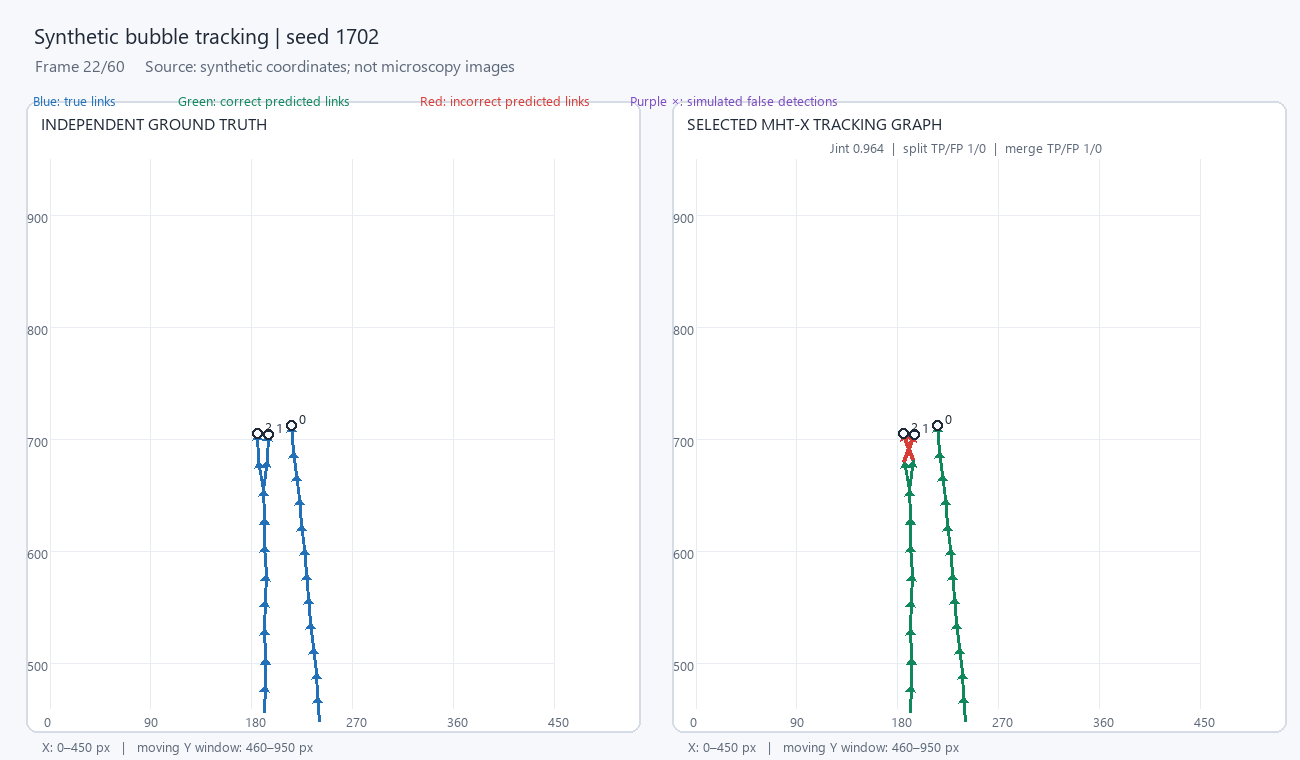 Synthetic bubble tracking | seed 1702
Frame 22/60 Source: synthetic coordinates; not microscopy images
Blue: true links Green: correct predicted links Red: incorrect predicted links Purple ×: simulated false detections
INDEPENDENT GROUND TRUTH
900
800
700
600
500
2 1 0
0 90 180 270 360 450
X: 0–450 px | moving Y window: 460–950 px
SELECTED MHT-X TRACKING GRAPH
Jint 0.964 | split TP/FP 1/0 | merge TP/FP 1/0
900
800
700
600
500
2 1 0
0 90 180 270 360 450
X: 0–450 px | moving Y window: 460–950 px